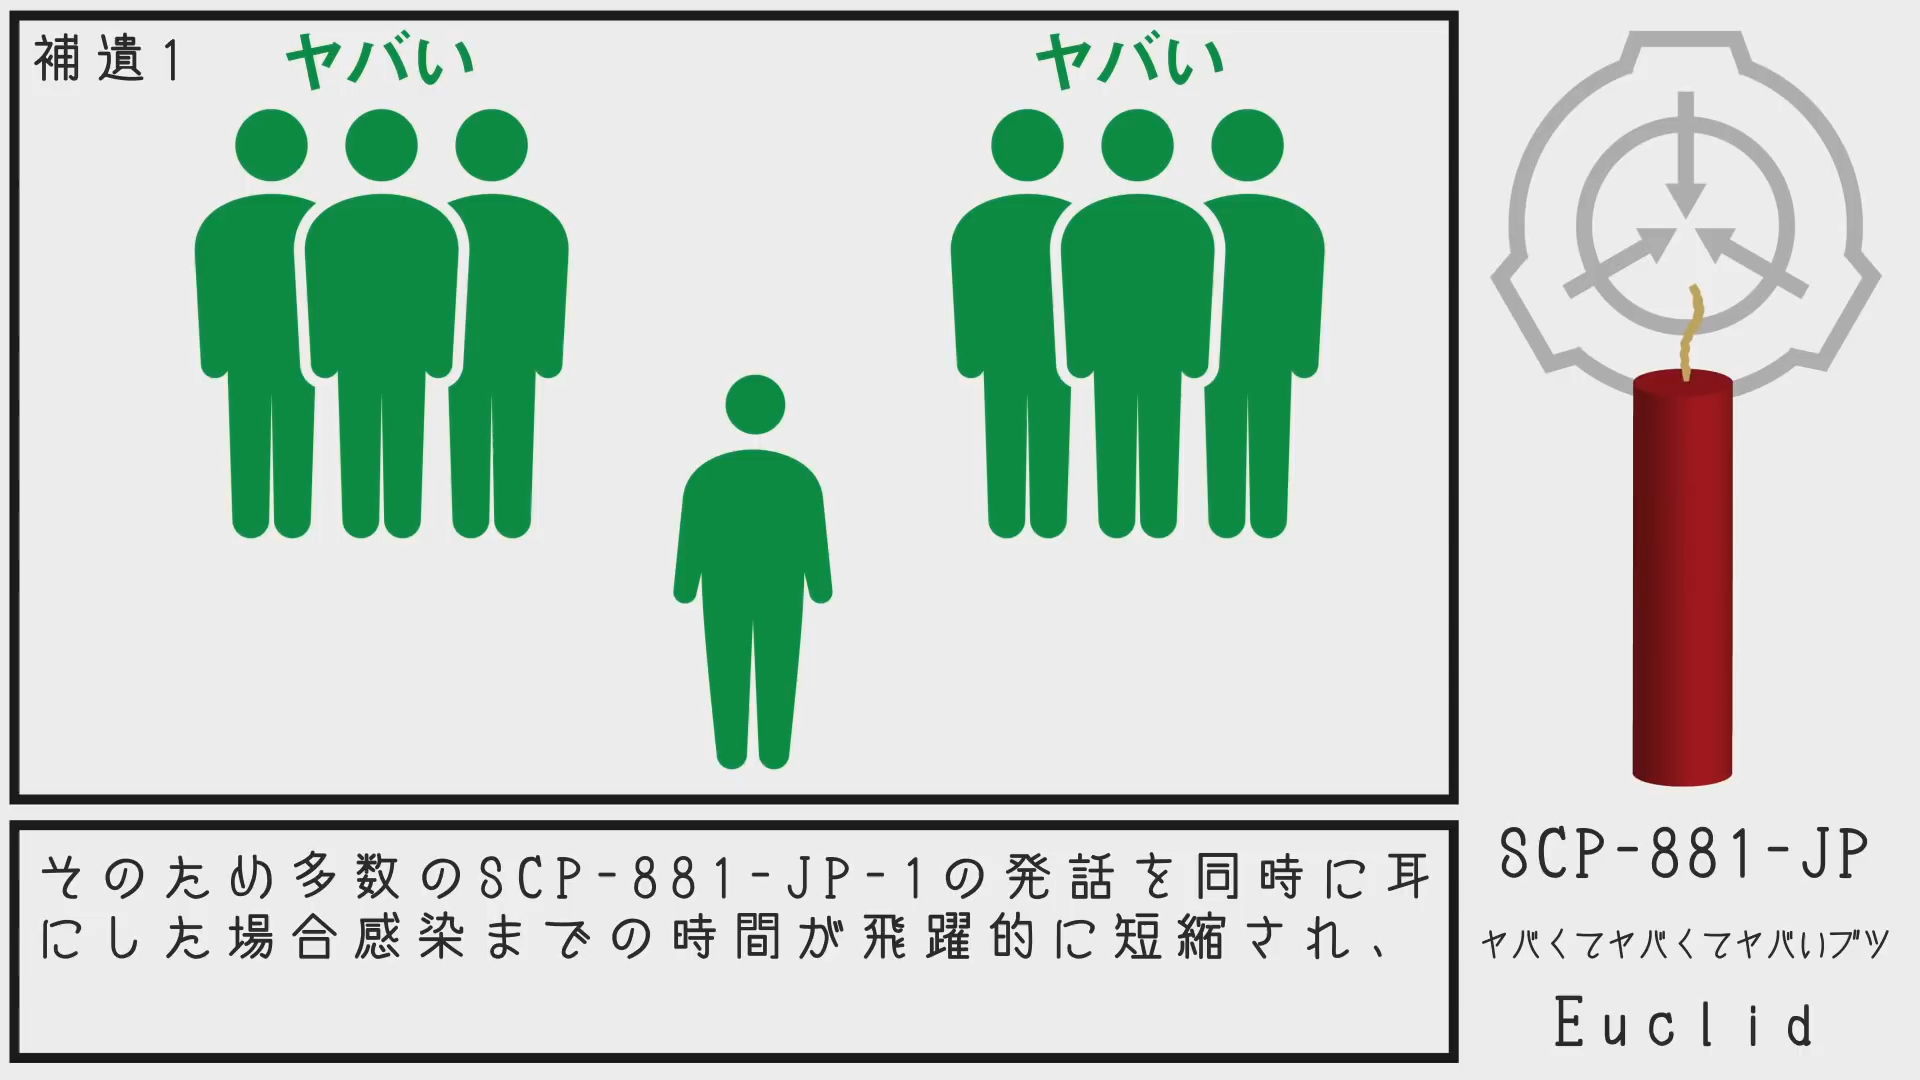 補遺1
ヤバい
ヤバい
そのため多数のSCP-881-JP-1の発話を同時に耳
にした場合感染までの時間が飛躍的に短縮され、
SCP-881-JP
ヤバくてヤバくてヤバいブツ
Euclid